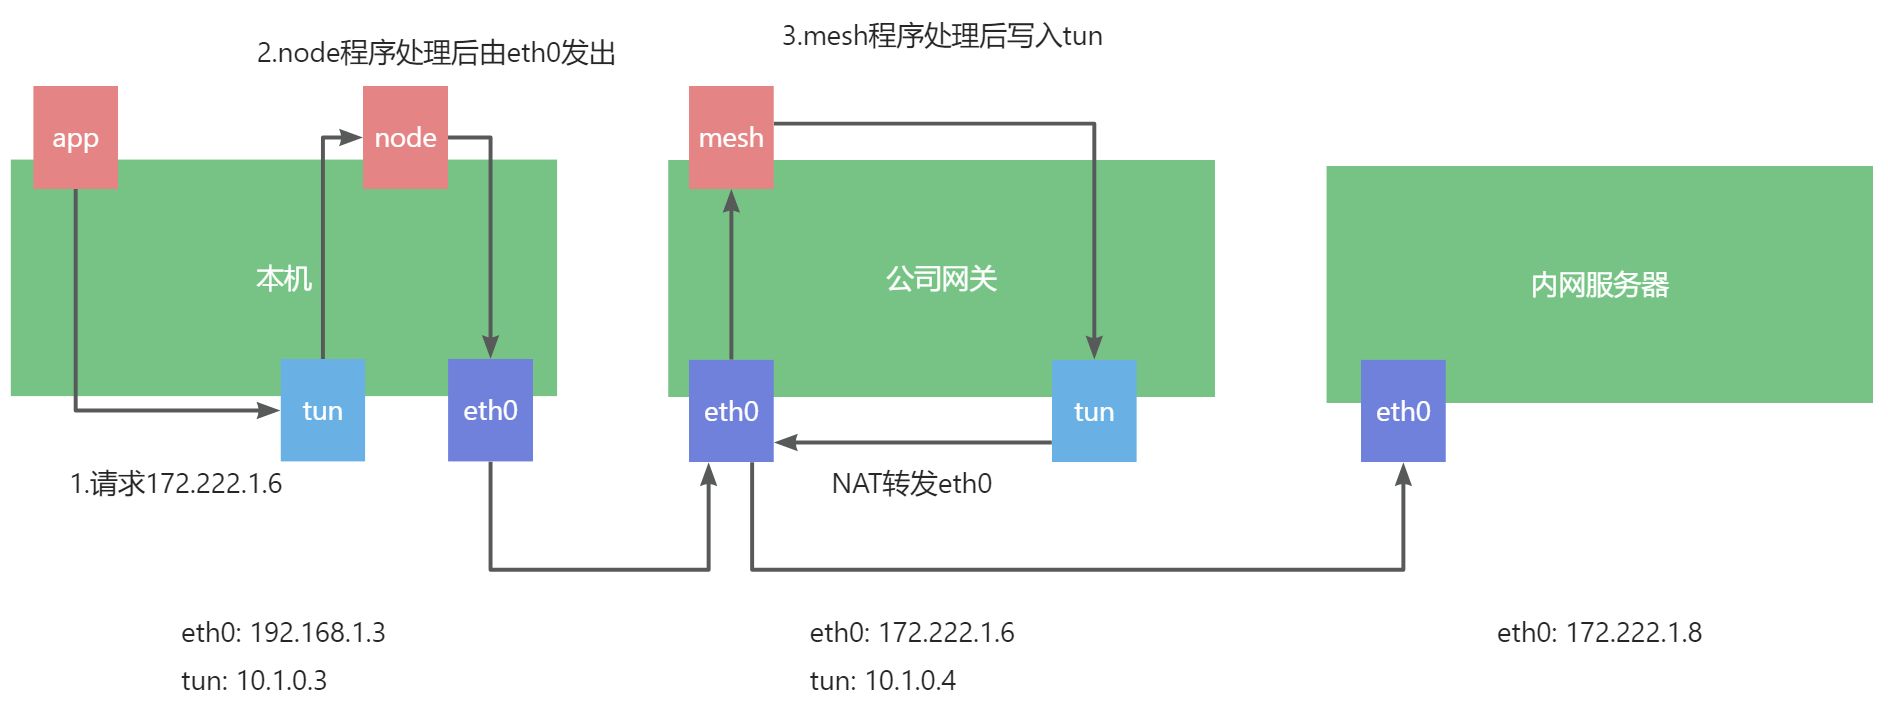 2.node程序处理后由eth0发出
3.mesh程序处理后写入tun
app
node
mesh
本机
公司网关
内网服务器
tun
eth0
eth0
tun
eth0
1.请求172.222.1.6
NAT转发eth0
eth0: 192.168.1.3
tun: 10.1.0.3
eth0: 172.222.1.6
tun: 10.1.0.4
eth0: 172.222.1.8